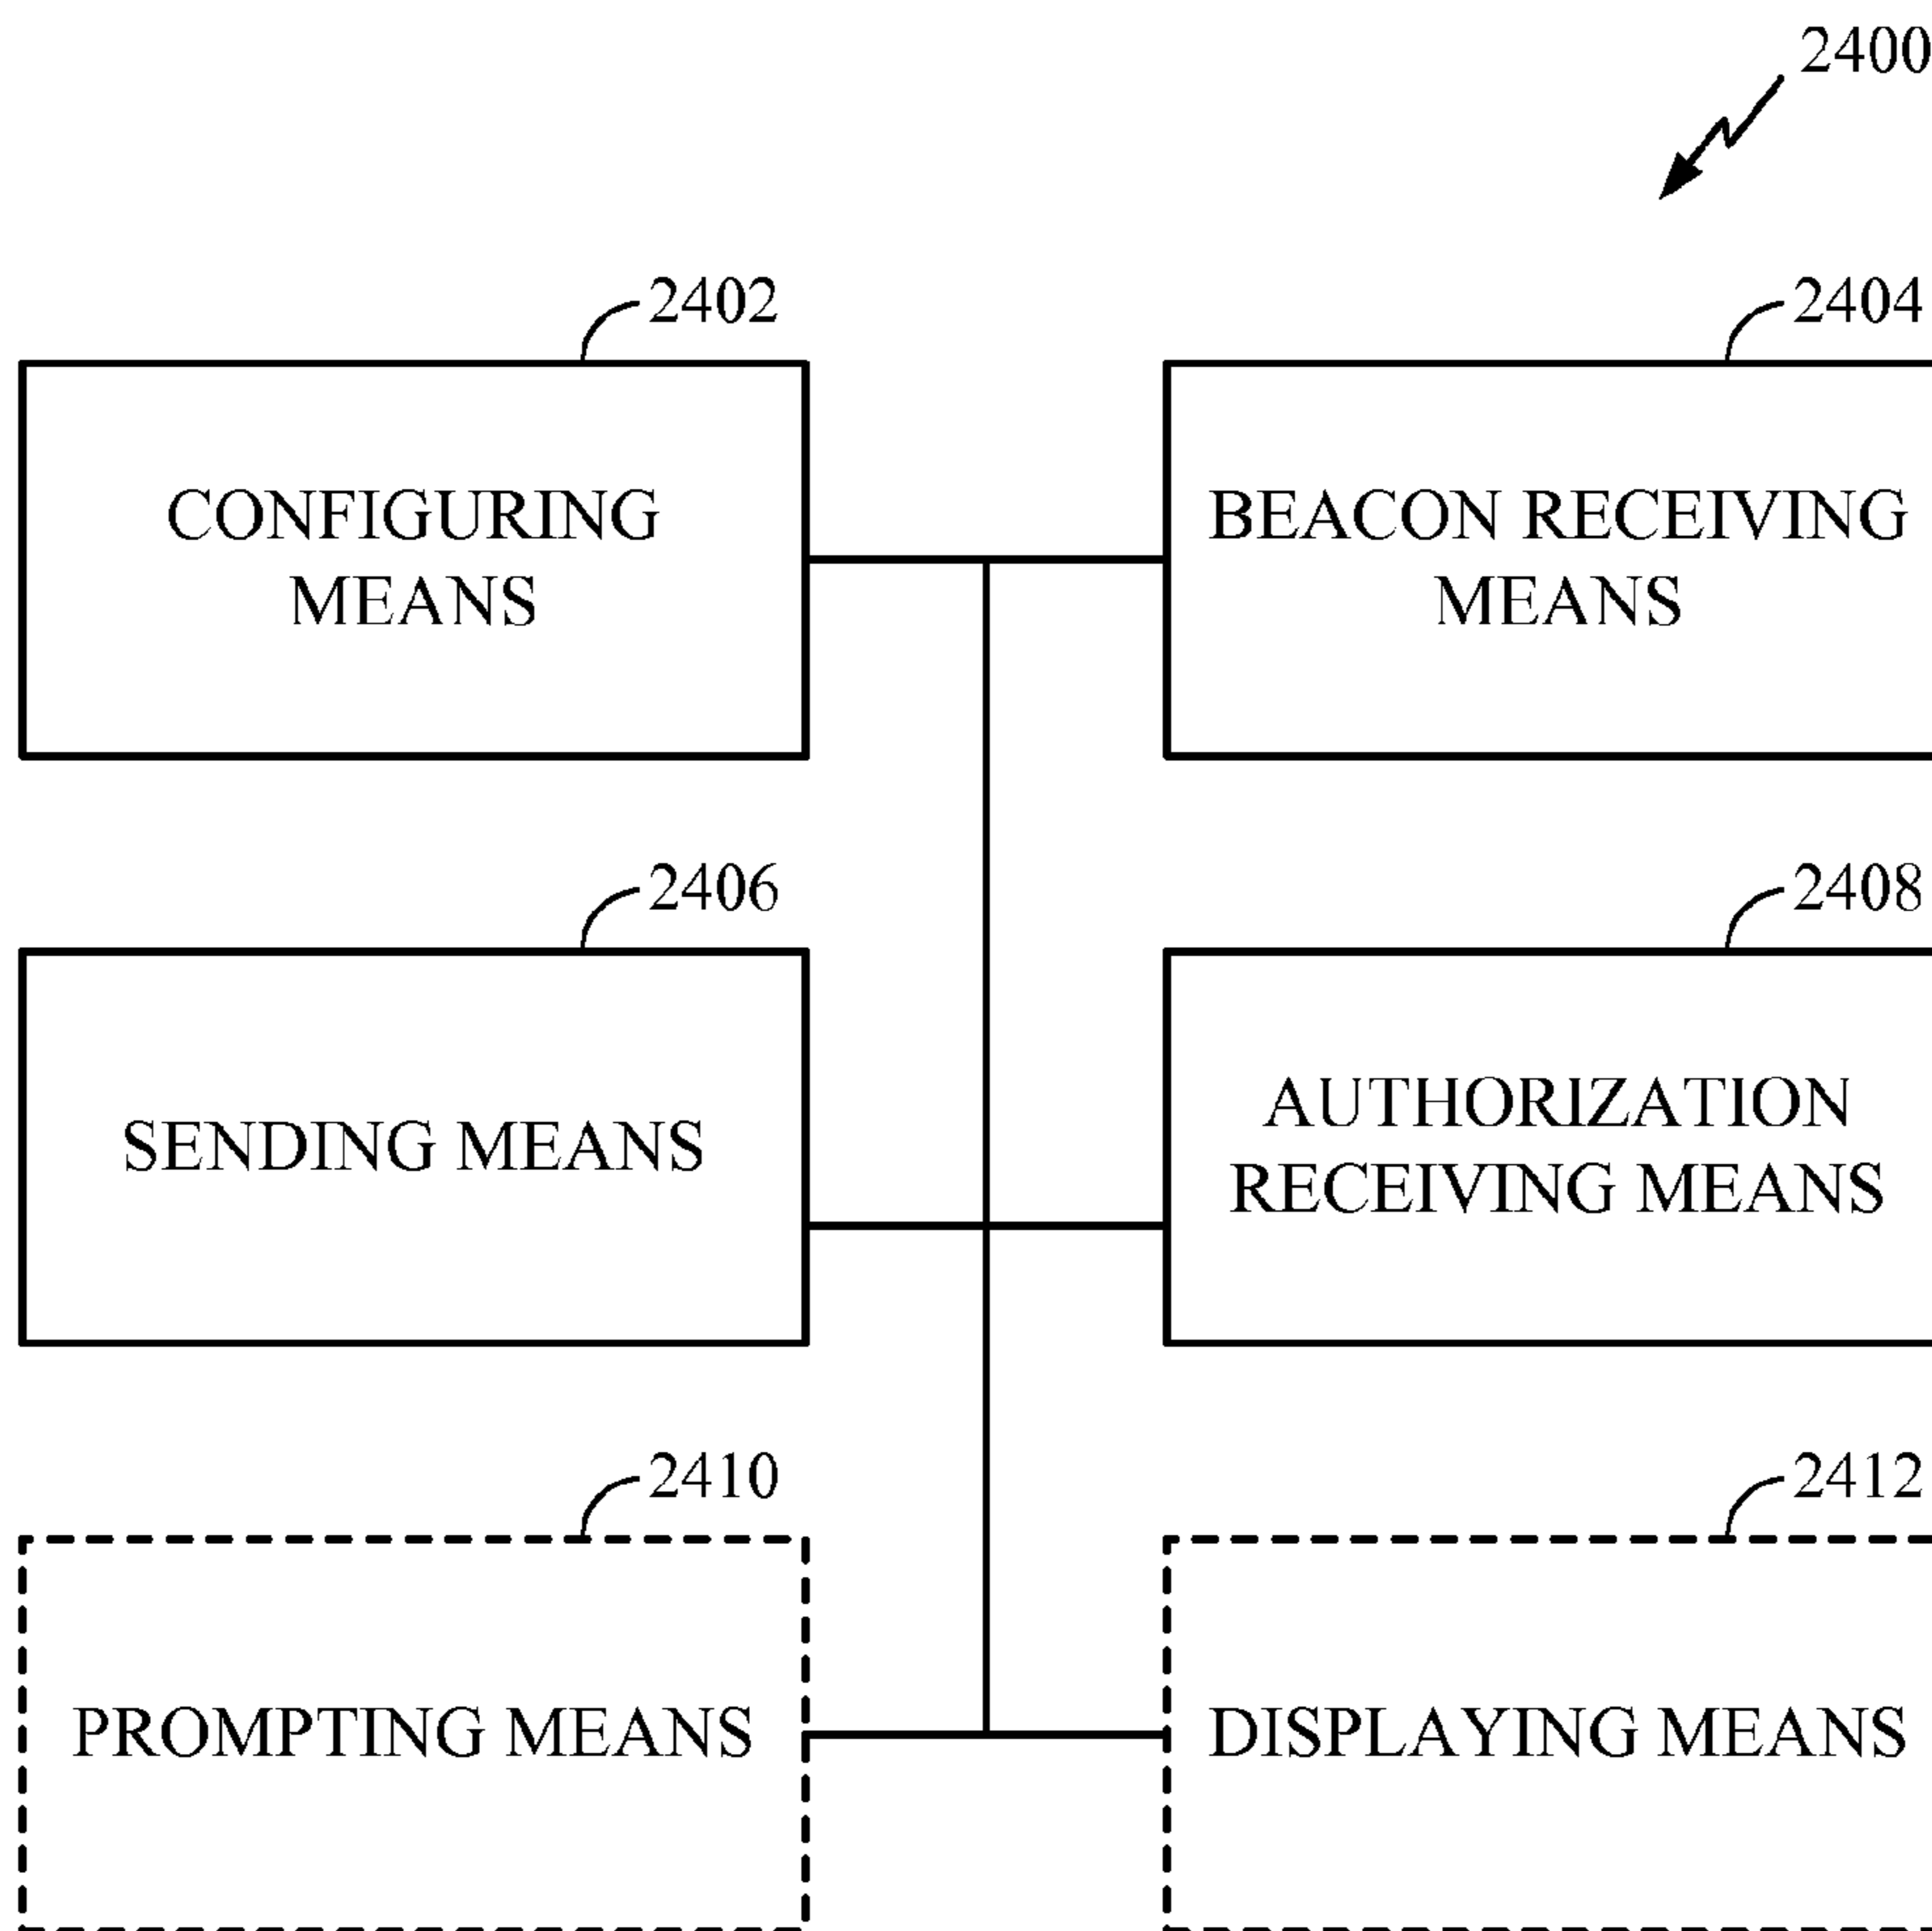 2400
2402
2404
CONFIGURING
MEANS
BEACON RECEIVING
MEANS
2406
2408
SENDING MEANS
AUTHORIZATION
RECEIVING MEANS
2410
2412
PROMPTING MEANS
DISPLAYING MEANS